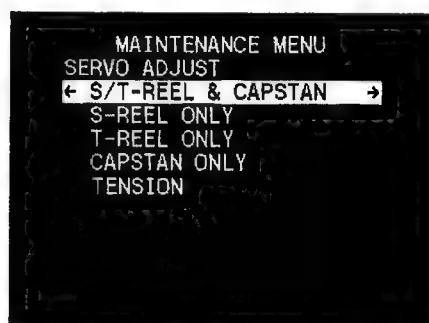 MAINTENANCE MENU
SERVO ADJUST
← S/T-REEL & CAPSTAN →
S-REEL ONLY
T-REEL ONLY
CAPSTAN ONLY
TENSION